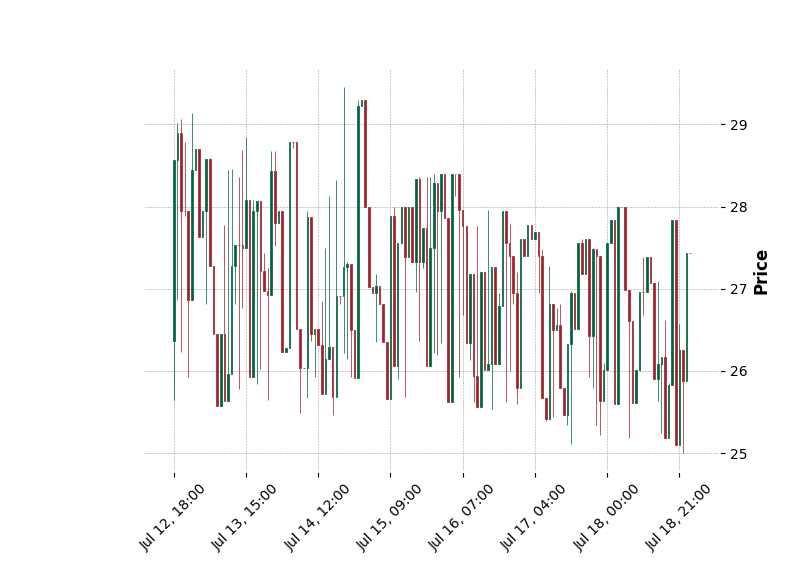 29
28
27
26
25
Price
Jul 12, 18:00
Jul 13, 15:00
Jul 14, 12:00
Jul 15, 09:00
Jul 16, 07:00
Jul 17, 04:00
Jul 18, 00:00
Jul 18, 21:00